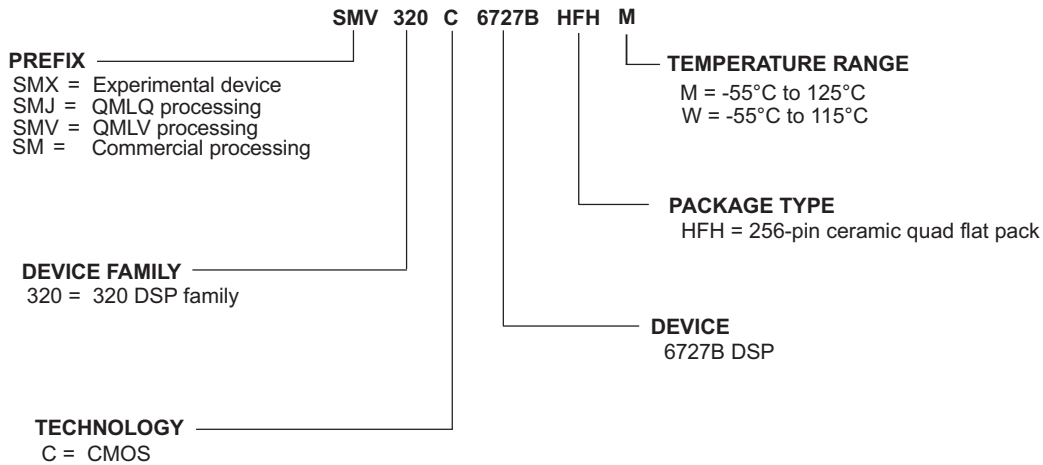 SMV 320 C 6727B HFH M
PREFIX
SMX = Experimental device
SMJ = QMLQ processing
SMV = QMLV processing
SM = Commercial processing
TEMPERATURE RANGE
M = -55°C to 125°C
W = -55°C to 115°C
PACKAGE TYPE
HFH = 256-pin ceramic quad flat pack
DEVICE FAMILY
320 = 320 DSP family
DEVICE
6727B DSP
TECHNOLOGY
C = CMOS